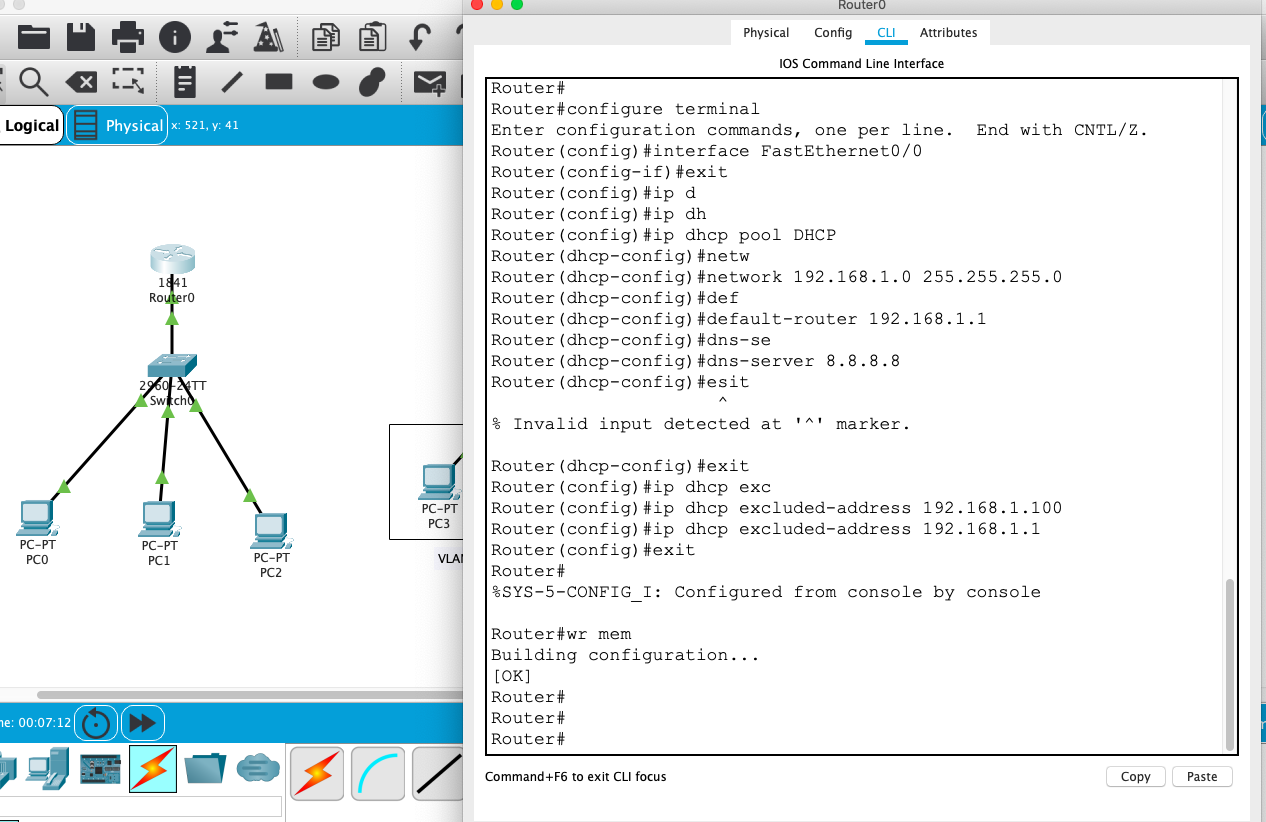 Router0
Physical Config CLI Attributes
IOS Command Line Interface
Logical
Physical x: 521, y: 41
Router#
Router#configure terminal
Enter configuration commands, one per line.  End with CNTL/Z.
Router(config)#interface FastEthernet0/0
Router(config-if)#exit
Router(config)#ip d
Router(config)#ip dh
Router(config)#ip dhcp pool DHCP
Router(dhcp-config)#netw
Router(dhcp-config)#network 192.168.1.0 255.255.255.0
Router(dhcp-config)#def
Router(dhcp-config)#default-router 192.168.1.1
Router(dhcp-config)#dns-se
Router(dhcp-config)#dns-server 8.8.8.8
Router(dhcp-config)#esit
^
% Invalid input detected at '^' marker.
Router(dhcp-config)#exit
Router(config)#ip dhcp exc
Router(config)#ip dhcp excluded-address 192.168.1.100
Router(config)#ip dhcp excluded-address 192.168.1.1
Router(config)#exit
Router#
%SYS-5-CONFIG_I: Configured from console by console
Router#wr mem
Building configuration...
[OK]
Router#
Router#
Router#
Command+F6 to exit CLI focus
Copy Paste
1841
Router0
2960-24TT
Switch0
PC-PT
PC0
PC-PT
PC1
PC-PT
PC2
PC-PT
PC3
VLAN
me: 00:07:12